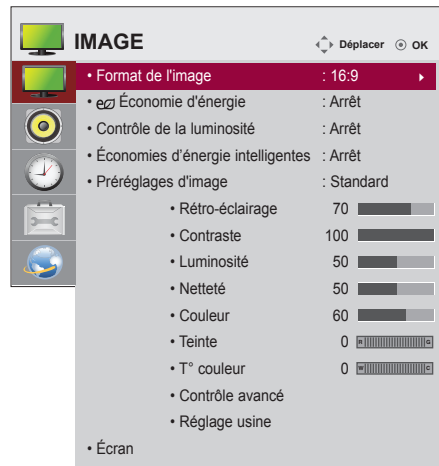 IMAGE Déplacer OK
• Format de l'image : 16:9
• Économie d'énergie : Arrêt
• Contrôle de la luminosité : Arrêt
• Économies d’énergie intelligentes : Arrêt
• Préréglages d'image : Standard
• Rétro-éclairage 70
• Contraste 100
• Luminosité 50
• Netteté 50
• Couleur 60
• Teinte 0 R G
• T° couleur 0 W C
• Contrôle avancé
• Réglage usine
• Écran